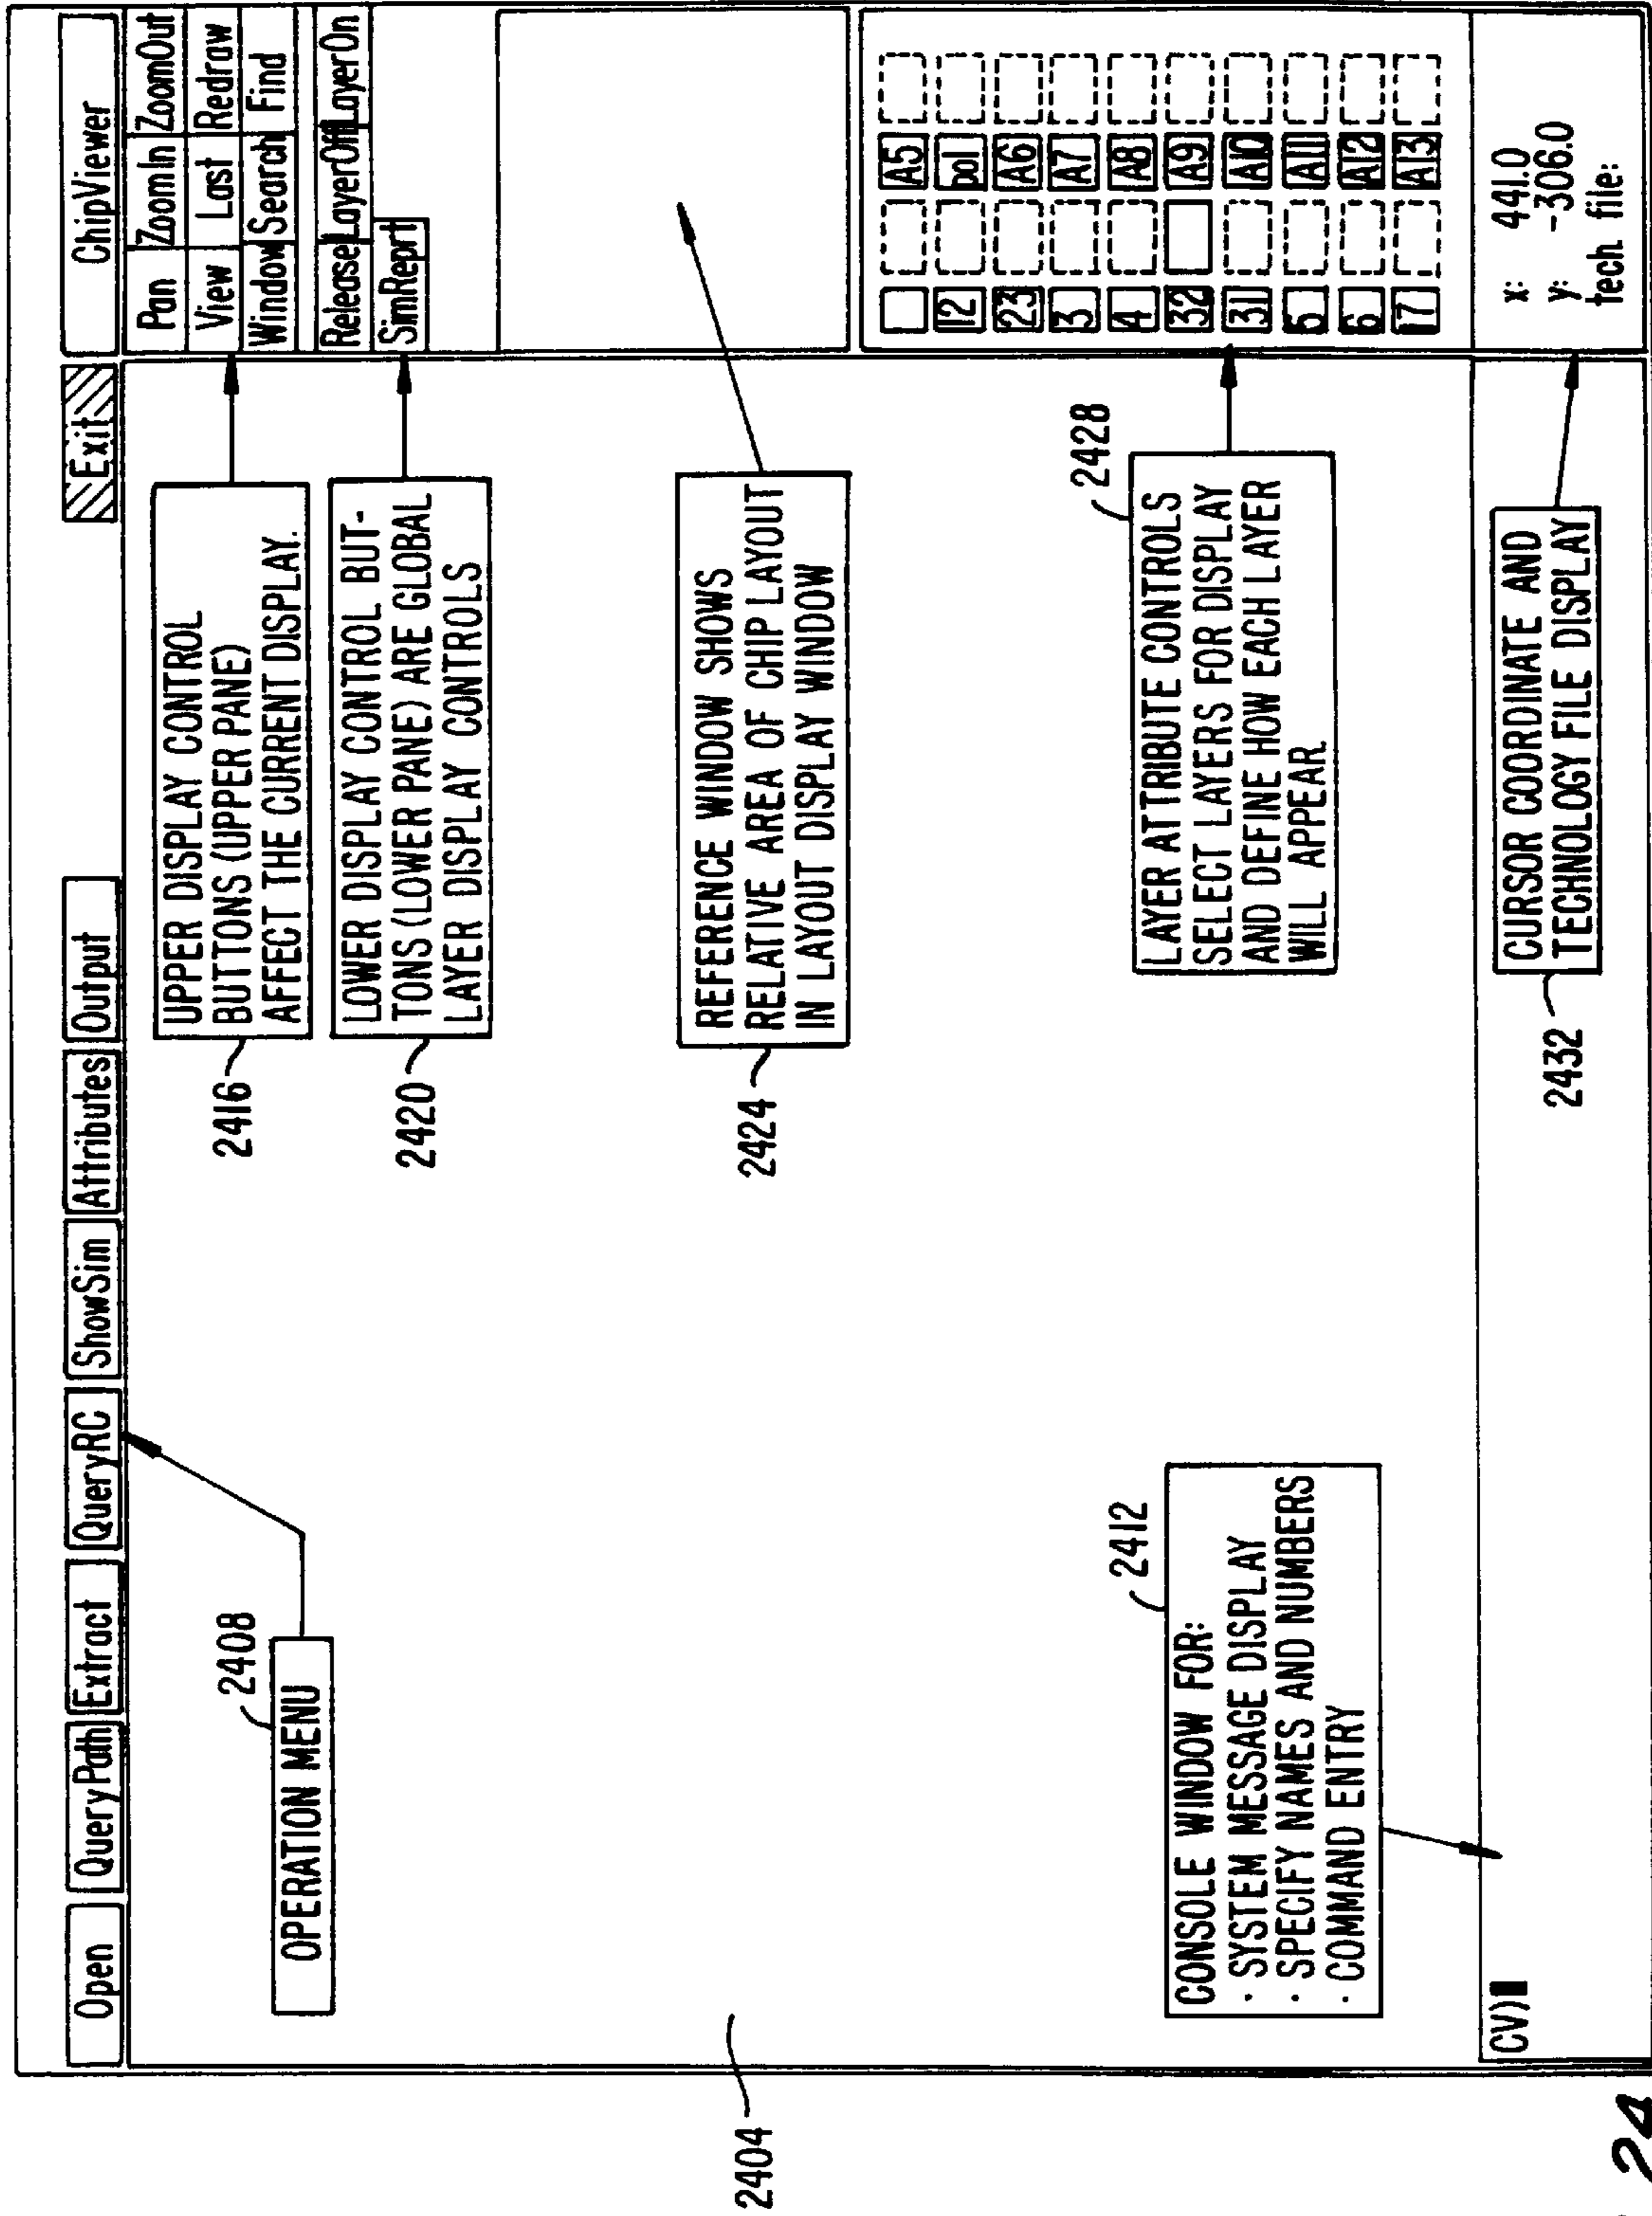 Open QueryPath Extract QueryRC ShowSim Attributes Output Exit ChipViewer
Pan ZoomIn ZoomOut
View Last Redraw
Window Search Find
Release LayerOff LayerOn
SimReprt
2408
OPERATION MENU
2416
UPPER DISPLAY CONTROL
BUTTONS (UPPER PANE)
AFFECT THE CURRENT DISPLAY.
2420
LOWER DISPLAY CONTROL BUT-
TONS (LOWER PANE) ARE GLOBAL
LAYER DISPLAY CONTROLS
2404
2424
REFERENCE WINDOW SHOWS
RELATIVE AREA OF CHIP LAYOUT
IN LAYOUT DISPLAY WINDOW
2412
CONSOLE WINDOW FOR:
· SYSTEM MESSAGE DISPLAY
· SPECIFY NAMES AND NUMBERS
· COMMAND ENTRY
2428
LAYER ATTRIBUTE CONTROLS
SELECT LAYERS FOR DISPLAY
AND DEFINE HOW EACH LAYER
WILL APPEAR.
A5
12 pol
23 A6
3 A7
4 A8
32 A9
31 A10
5 A11
6 A12
17 A13
CV)
2432
CURSOR COORDINATE AND
TECHNOLOGY FILE DISPLAY
x: 441.0
y: -306.0
tech file:
24